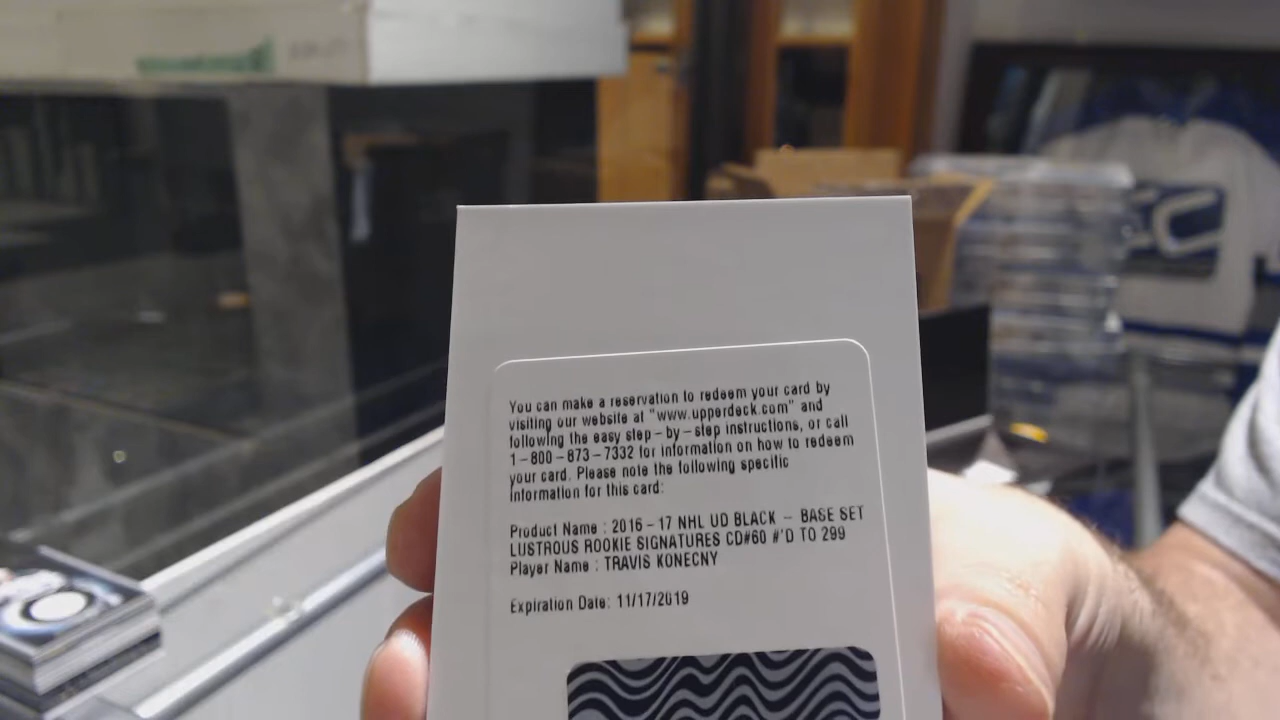 You can make a reservation to redeem your card by
visiting our website at "www.upperdeck.com" and
following the easy step-by-step instructions, or call
1-800-873-7332 for information on how to redeem
your card. Please note the following specific
information for this card:
Product Name : 2016-17 NHL UD BLACK - BASE SET
LUSTROUS ROOKIE SIGNATURES CD#60 #'D TO 299
Player Name : TRAVIS KONECNY
Expiration Date: 11/17/2019